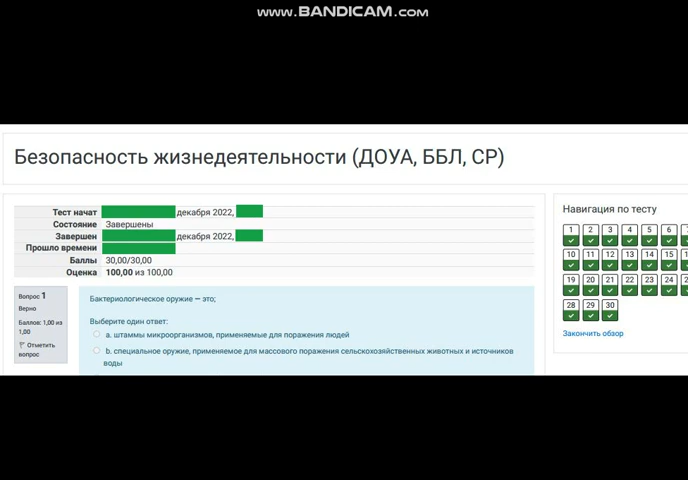 www.BANDICAM.com
Безопасность жизнедеятельности (ДОУА, ББЛ, СР)
Тест начат декабря 2022,
Состояние Завершены
Завершен декабря 2022,
Прошло времени
Баллы 30,00/30,00
Оценка 100,00 из 100,00
Вопрос 1
Верно
Баллов: 1,00 из
1,00
Отметить
вопрос
Бактериологическое оружие — это;
Выберите один ответ:
a. штаммы микроорганизмов, применяемые для поражения людей
b. специальное оружие, применяемое для массового поражения сельскохозяйственных животных и источников
воды
Навигация по тесту
1 2 3 4 5 6
10 11 12 13 14 15
19 20 21 22 23 24
28 29 30
Закончить обзор